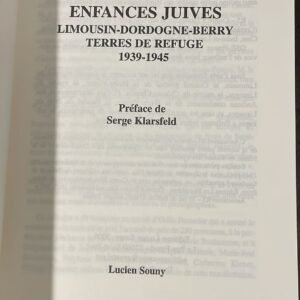 ENFANCES JUIVES
LIMOUSIN-DORDOGNE-BERRY
TERRES DE REFUGE
1939-1945
Préface de
Serge Klarsfeld
Lucien Souny